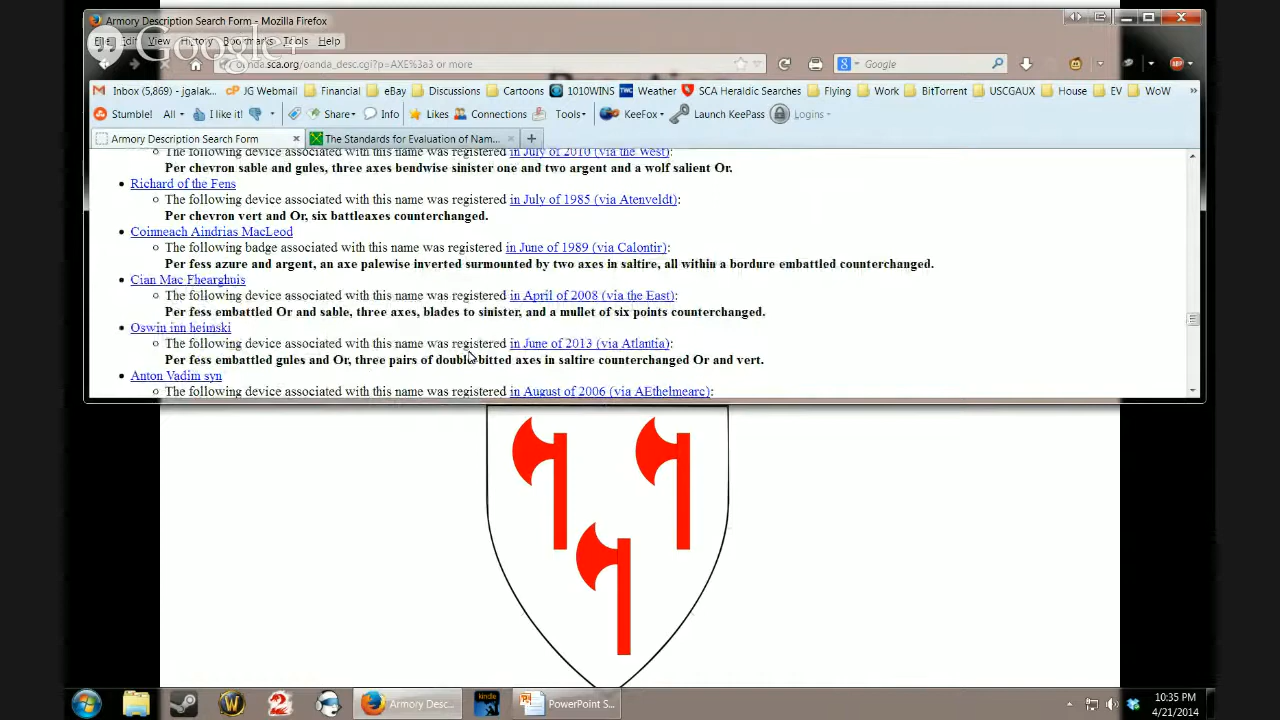 Armory Description Search Form - Mozilla Firefox
File Edit View History Bookmarks Tools Help
Google+
oanda.sca.org/oanda_desc.cgi?p=AXE%3a3 or more
Google
Inbox (5,869) - jgalak... JG Webmail Financial eBay Discussions Cartoons 1010WINS Weather SCA Heraldic Searches Flying Work BitTorrent USCGAUX House EV WoW »
Stumble! All I like it! Share Info Likes Connections Tools KeeFox Launch KeePass Logins
Armory Description Search Form × The Standards for Evaluation of Nam... × +
The following device associated with this name was registered in July of 2010 (via the West):
Per chevron sable and gules, three axes bendwise sinister one and two argent and a wolf salient Or.
Richard of the Fens
The following device associated with this name was registered in July of 1985 (via Atenveldt):
Per chevron vert and Or, six battleaxes counterchanged.
Coinneach Aindrias MacLeod
The following badge associated with this name was registered in June of 1989 (via Calontir):
Per fess azure and argent, an axe palewise inverted surmounted by two axes in saltire, all within a bordure embattled counterchanged.
Cian Mac Fhearghuis
The following device associated with this name was registered in April of 2008 (via the East):
Per fess embattled Or and sable, three axes, blades to sinister, and a mullet of six points counterchanged.
Oswin inn heimski
The following device associated with this name was registered in June of 2013 (via Atlantia):
Per fess embattled gules and Or, three pairs of double-bitted axes in saltire counterchanged Or and vert.
Anton Vadim syn
The following device associated with this name was registered in August of 2006 (via AEthelmearc):
Armory Desc...
kindle
PowerPoint S...
10:35 PM
4/21/2014